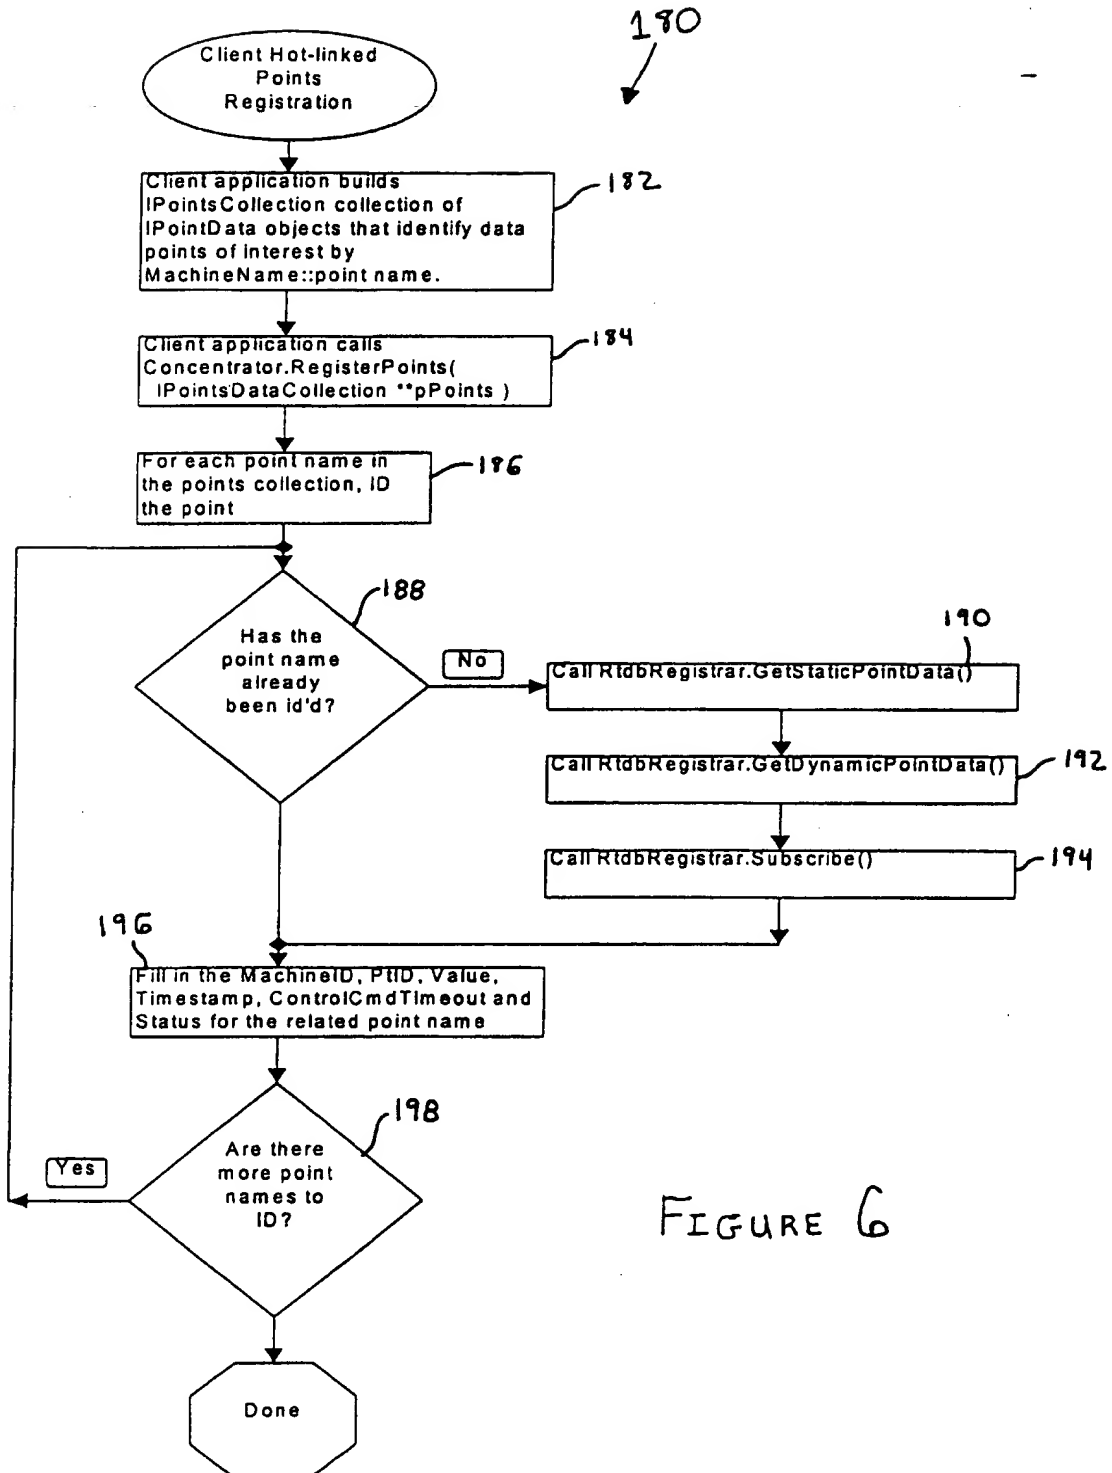 180
Client Hot-linked
Points
Registration
182
Client application builds
IPointsCollection collection of
IPointData objects that identify data
points of interest by
MachineName::point name.
184
Client application calls
Concentrator.RegisterPoints(
IPointsDataCollection **pPoints )
186
For each point name in
the points collection, ID
the point
188
Has the
point name
already
been id'd?
No
190
Call RtdbRegistrar.GetStaticPointData()
192
Call RtdbRegistrar.GetDynamicPointData()
194
Call RtdbRegistrar.Subscribe()
196
Fill in the MachineID, PtID, Value,
Timestamp, ControlCmdTimeout and
Status for the related point name
198
Are there
more point
names to
ID?
Yes
FIGURE 6
Done